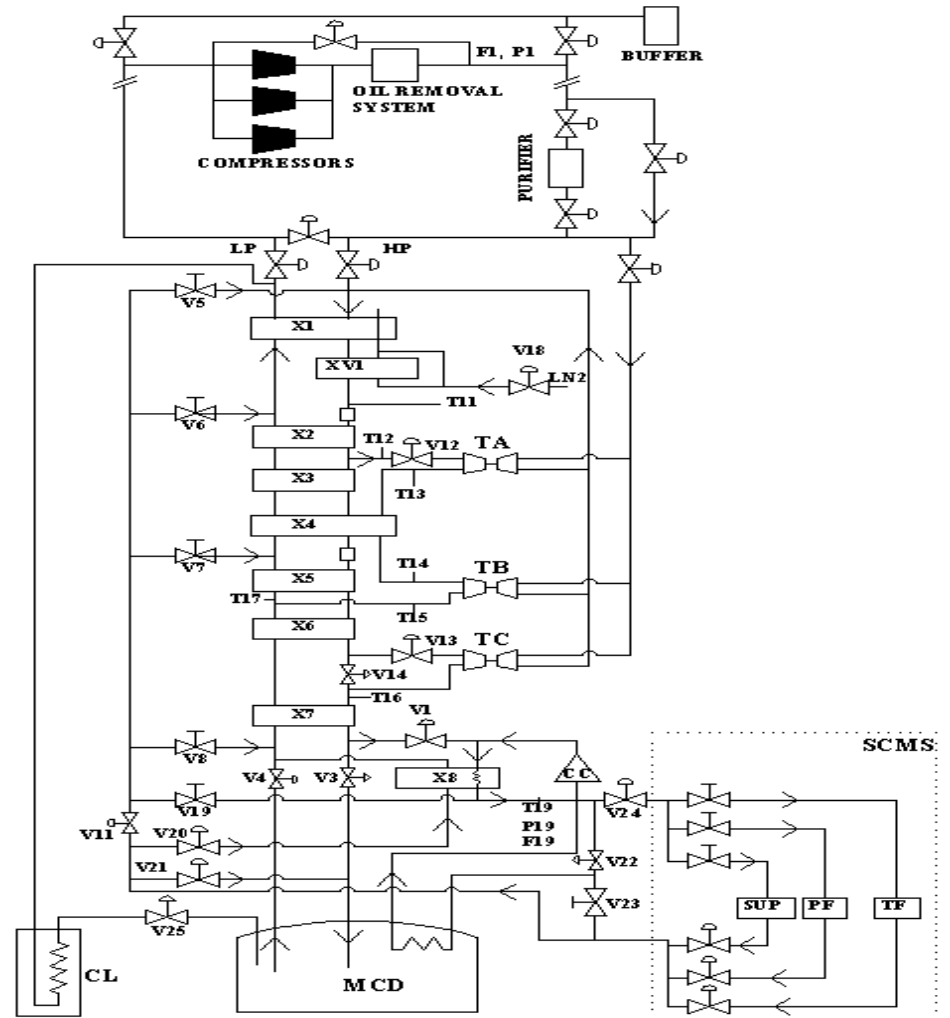 F1, P1
BUFFER
OIL REMOVAL
SYSTEM
COMPRESSORS
PURIFIER
LP
HP
V5
X1
XV1
V18
LN2
T11
V6
X2
T12
V12
TA
X3
T13
X4
V7
T14
TB
X5
T17
T15
X6
V13
TC
V14
T16
X7
V1
SCMS
V8
V4
V3
X8
CC
V19
T19
V24
V11
V20
P19
F19
V21
V22
V23
SUP
PF
TF
V25
CL
MCD